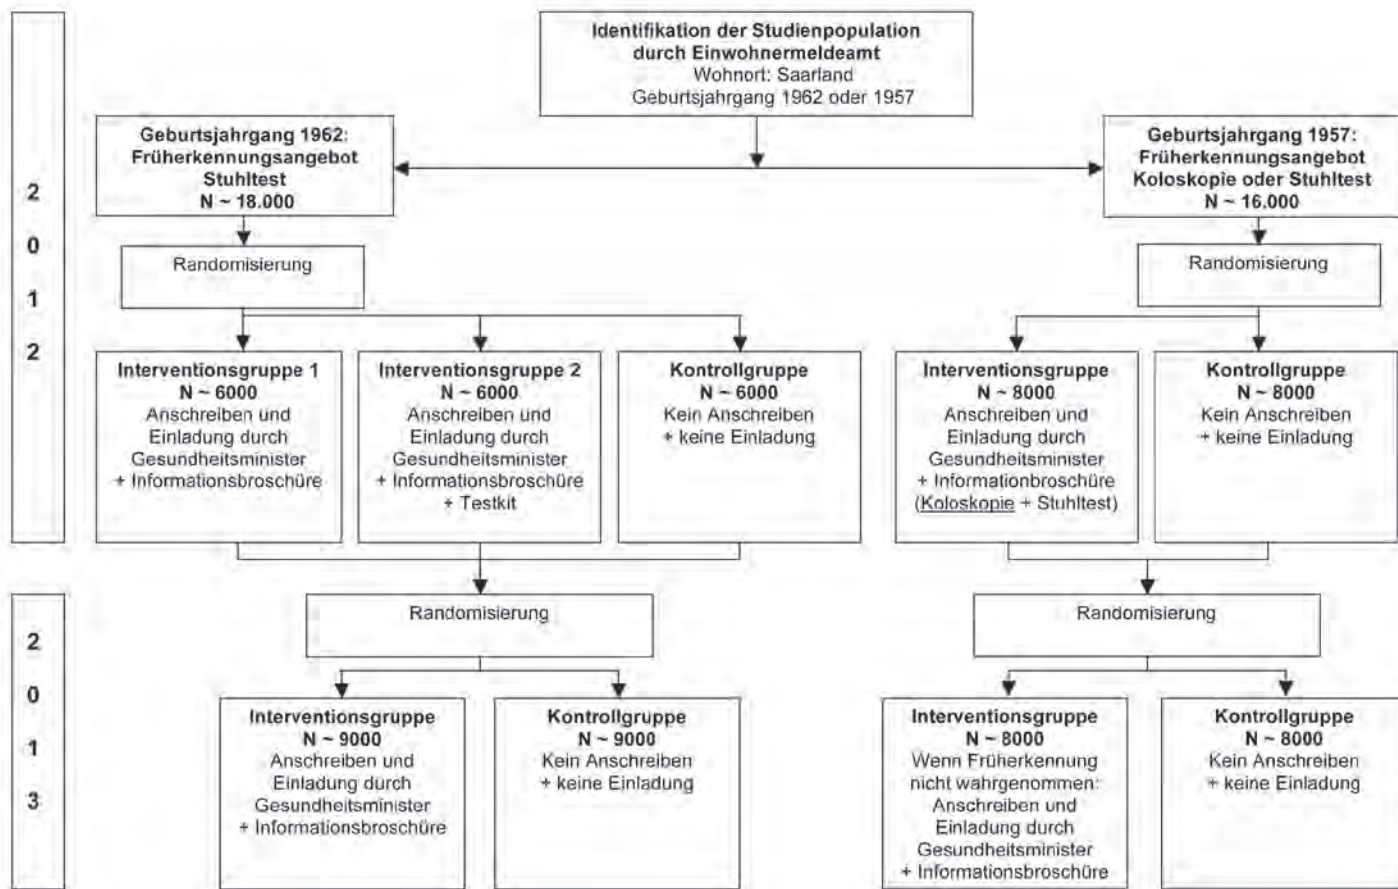 Identifikation der Studienpopulation
durch Einwohnermeldeamt
Wohnort: Saarland
Geburtsjahrgang 1962 oder 1957
Geburtsjahrgang 1962:
Früherkennungsangebot
Stuhltest
N ~ 18.000
Geburtsjahrgang 1957:
Früherkennungsangebot
Koloskopie oder Stuhltest
N ~ 16.000
2
0
1
2
Randomisierung
Randomisierung
Interventionsgruppe 1
N ~ 6000
Anschreiben und
Einladung durch
Gesundheitsminister
+ Informationsbroschüre
Interventionsgruppe 2
N ~ 6000
Anschreiben und
Einladung durch
Gesundheitsminister
+ Informationsbroschüre
+ Testkit
Kontrollgruppe
N ~ 6000
Kein Anschreiben
+ keine Einladung
Interventionsgruppe
N ~ 8000
Anschreiben und
Einladung durch
Gesundheitsminister
+ Informationbroschüre
(Koloskopie + Stuhltest)
Kontrollgruppe
N ~ 8000
Kein Anschreiben
+ keine Einladung
2
0
1
3
Randomisierung
Randomisierung
Interventionsgruppe
N ~ 9000
Anschreiben und
Einladung durch
Gesundheitsminister
+ Informationsbroschüre
Kontrollgruppe
N ~ 9000
Kein Anschreiben
+ keine Einladung
Interventionsgruppe
N ~ 8000
Wenn Früherkennung
nicht wahrgenommen:
Anschreiben und
Einladung durch
Gesundheitsminister
+ Informationsbroschüre
Kontrollgruppe
N ~ 8000
Kein Anschreiben
+ keine Einladung